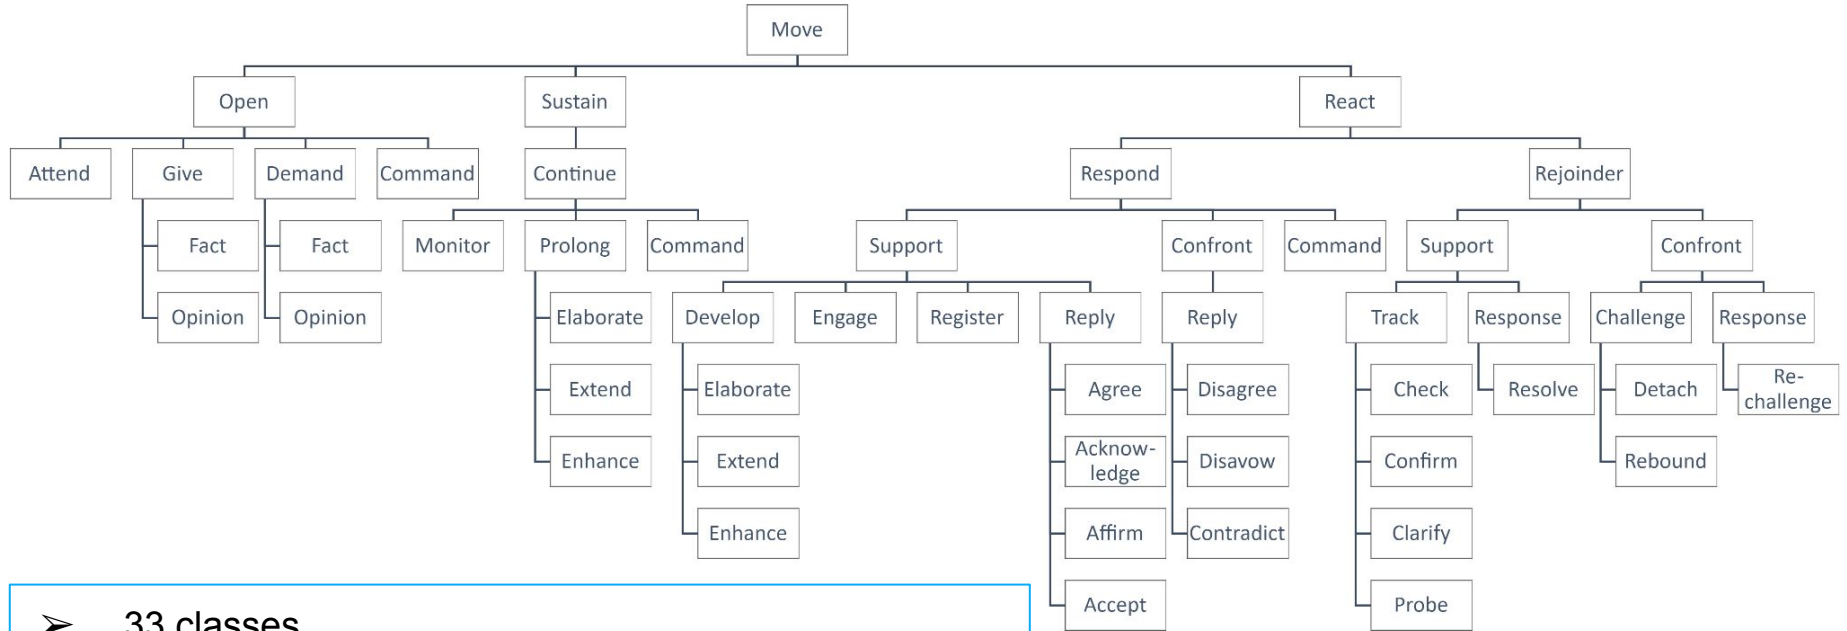 Move
Open
Sustain
React
Attend
Give
Demand
Command
Continue
Respond
Rejoinder
Fact
Fact
Monitor
Prolong
Command
Support
Confront
Command
Support
Confront
Opinion
Opinion
Elaborate
Develop
Engage
Register
Reply
Reply
Track
Response
Challenge
Response
Extend
Elaborate
Agree
Disagree
Check
Resolve
Detach
Re-
challenge
Enhance
Extend
Acknow-
ledge
Disavow
Confirm
Rebound
Enhance
Affirm
Contradict
Clarify
Accept
Probe
➢ 33 classes